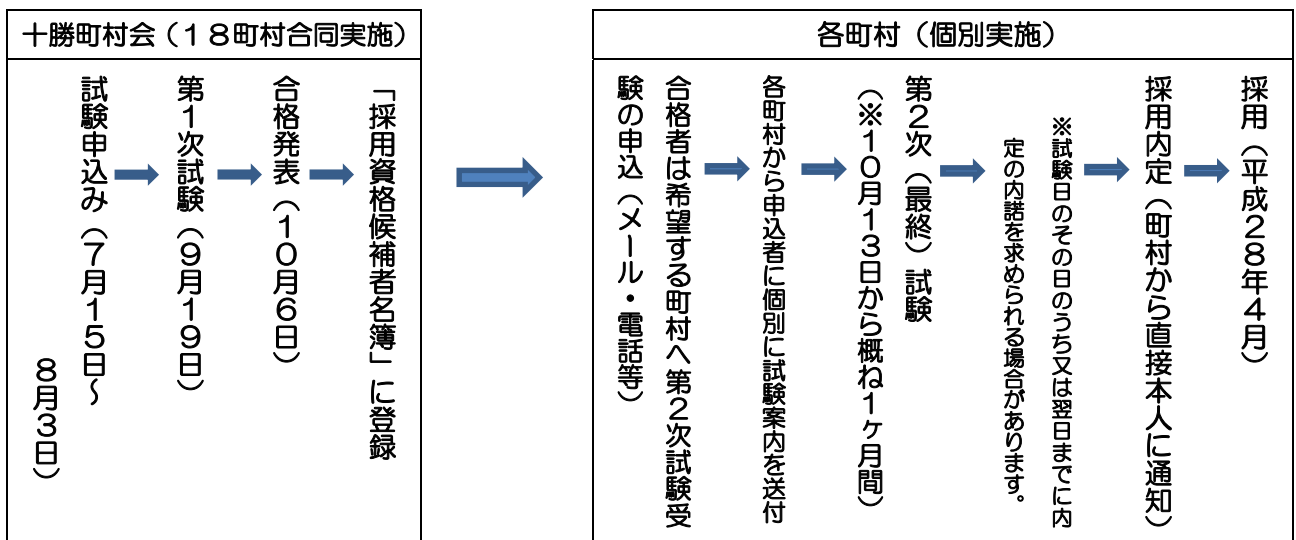 十勝町村会（１８町村合同実施）
試験申込み（７月１５日～
８月３日）
第１次試験（９月１９日）
合格発表（１０月６日）
「採用資格候補者名簿」に登録
各町村（個別実施）
合格者は希望する町村へ第２次試験受
験の申込（メール・電話等）
各町村から申込者に個別に試験案内を送付
第２次（最終）試験
（※１０月１３日から概ね１ヶ月間）
※試験日のその日のうち又は翌日までに内
定の内諾を求められる場合があります。
採用内定（町村から直接本人に通知）
採用（平成２８年４月）